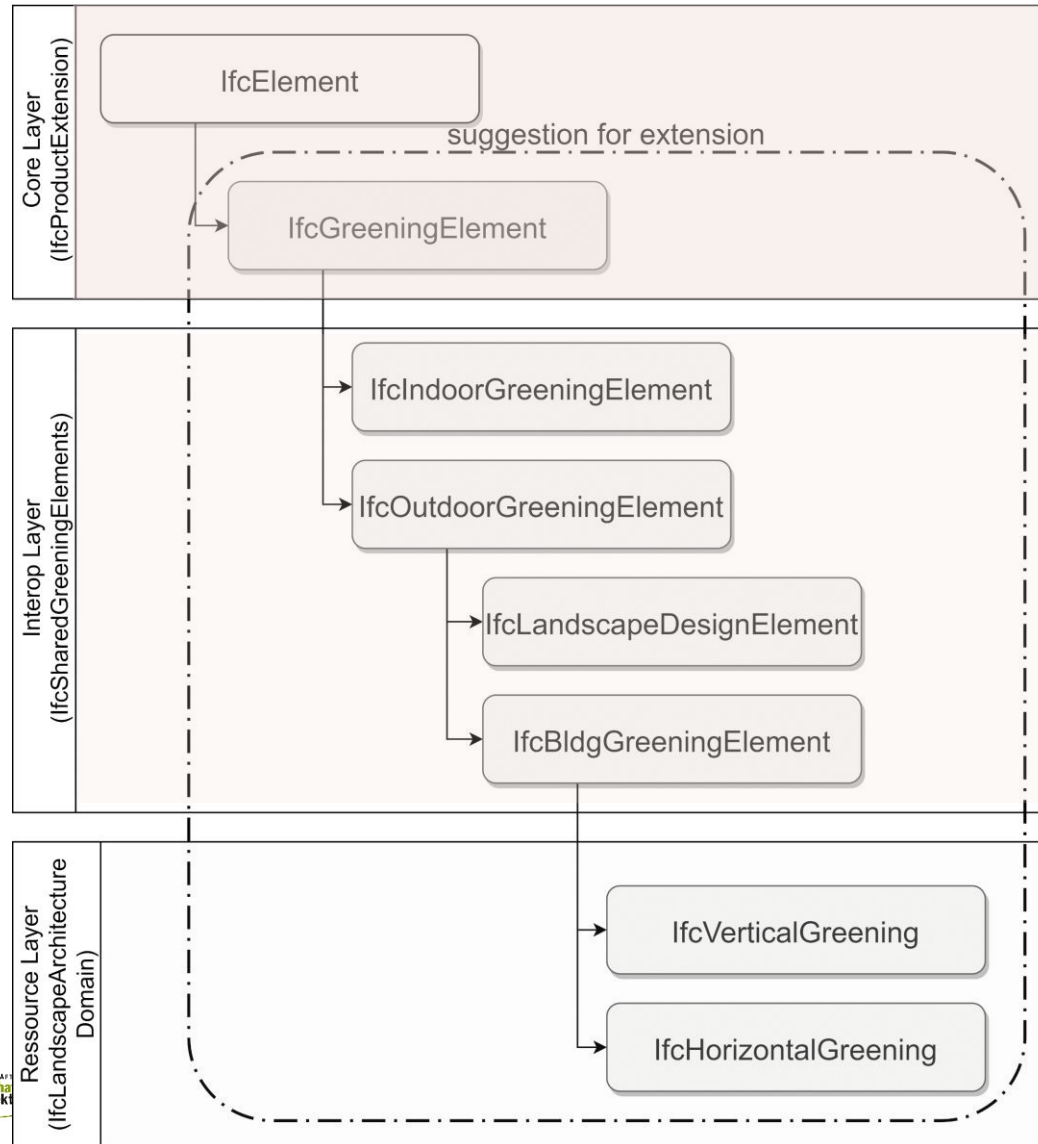 Core Layer
(IfcProductExtension)
IfcElement
suggestion for extension
IfcGreeningElement
Interop Layer
(IfcSharedGreeningElements)
IfcIndoorGreeningElement
IfcOutdoorGreeningElement
IfcLandscapeDesignElement
IfcBldgGreeningElement
Ressource Layer
(IfcLandscapeArchitecture
Domain)
IfcVerticalGreening
IfcHorizontalGreening